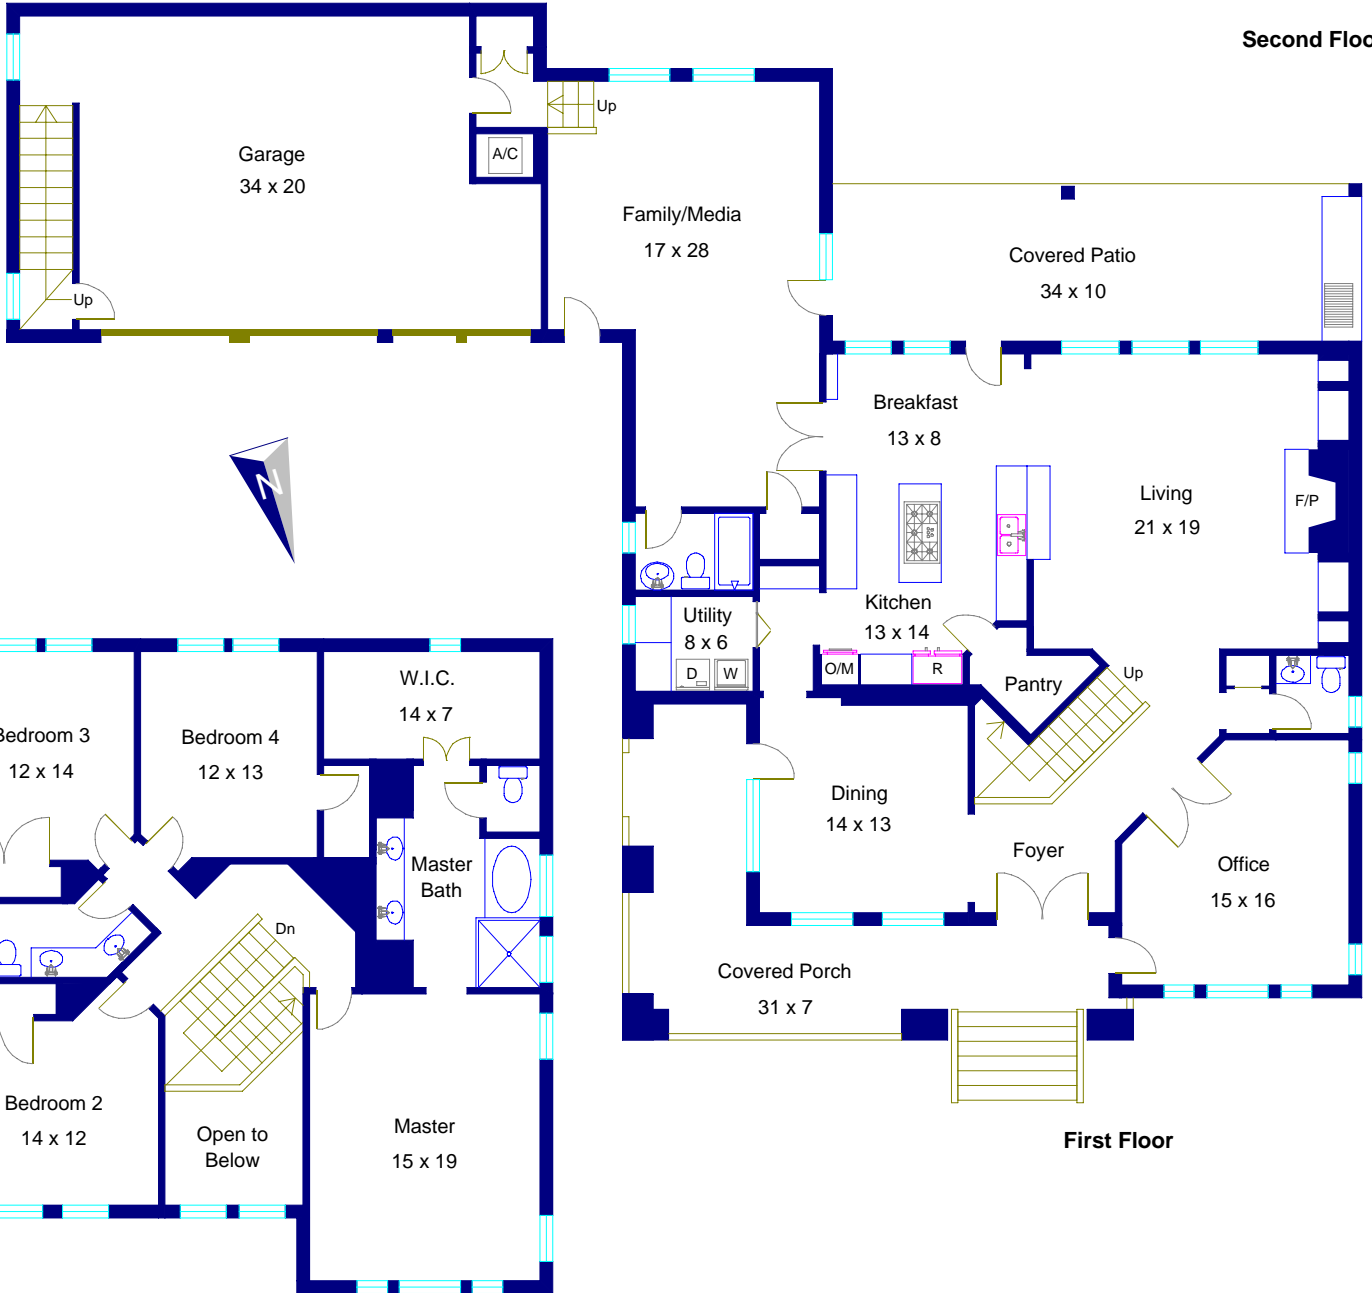 Second Floo
Up
A/C
Garage
34 x 20
Family/Media
17 x 28
Covered Patio
34 x 10
Up
Breakfast
13 x 8
N
Living
21 x 19
F/P
Kitchen
13 x 14
Utility
8 x 6
D
W
O/M
R
Pantry
Up
W.I.C.
14 x 7
Bedroom 3
12 x 14
Bedroom 4
12 x 13
Dining
14 x 13
Foyer
Master
Bath
Office
15 x 16
Dn
Covered Porch
31 x 7
Bedroom 2
14 x 12
Open to
Below
Master
15 x 19
First Floor